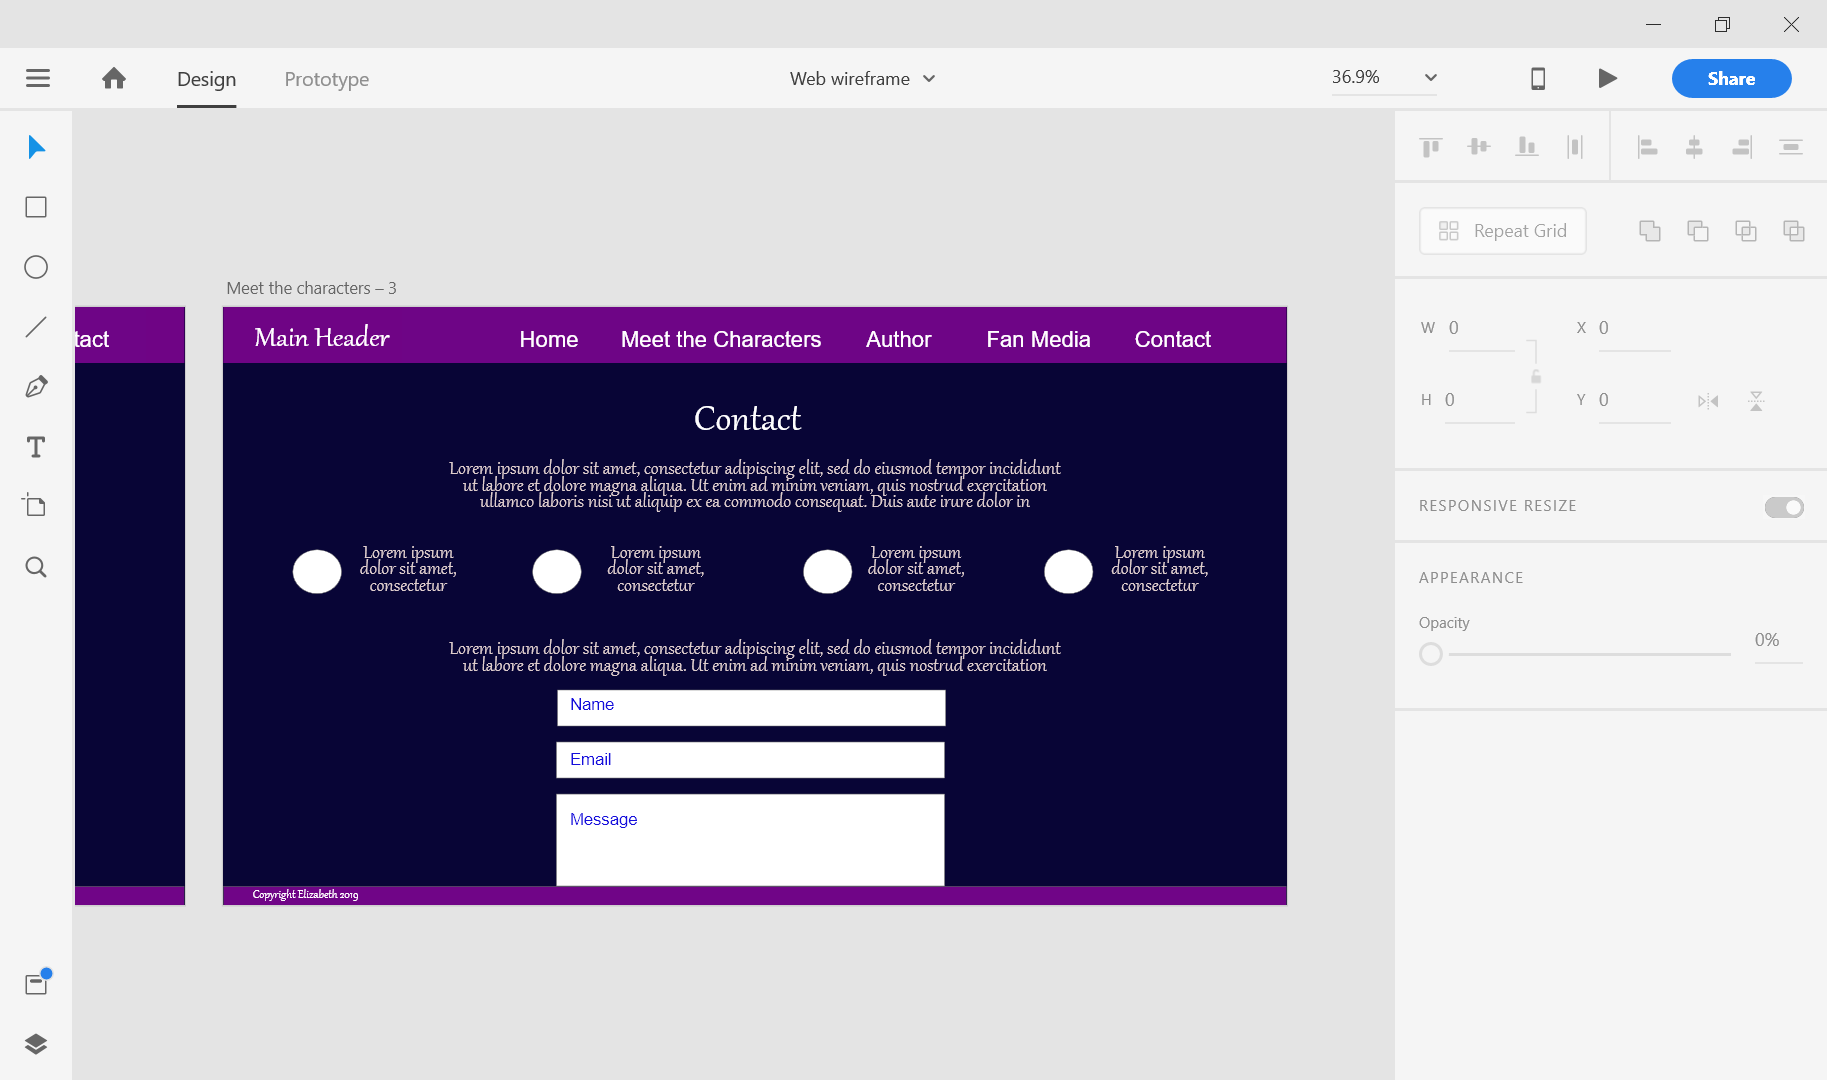 Design
Prototype
Web wireframe
36.9%
Share
Repeat Grid
W 0
X 0
H 0
Y 0
RESPONSIVE RESIZE
APPEARANCE
Opacity
0%
Meet the characters – 3
tact
Main Header
Home
Meet the Characters
Author
Fan Media
Contact
Contact
Lorem ipsum dolor sit amet, consectetur adipiscing elit, sed do eiusmod tempor incididunt
ut labore et dolore magna aliqua. Ut enim ad minim veniam, quis nostrud exercitation
ullamco laboris nisi ut aliquip ex ea commodo consequat. Duis aute irure dolor in
Lorem ipsum
dolor sit amet,
consectetur
Lorem ipsum
dolor sit amet,
consectetur
Lorem ipsum
dolor sit amet,
consectetur
Lorem ipsum
dolor sit amet,
consectetur
Lorem ipsum dolor sit amet, consectetur adipiscing elit, sed do eiusmod tempor incididunt
ut labore et dolore magna aliqua. Ut enim ad minim veniam, quis nostrud exercitation
Name
Email
Message
Copyright Elizabeth 2019